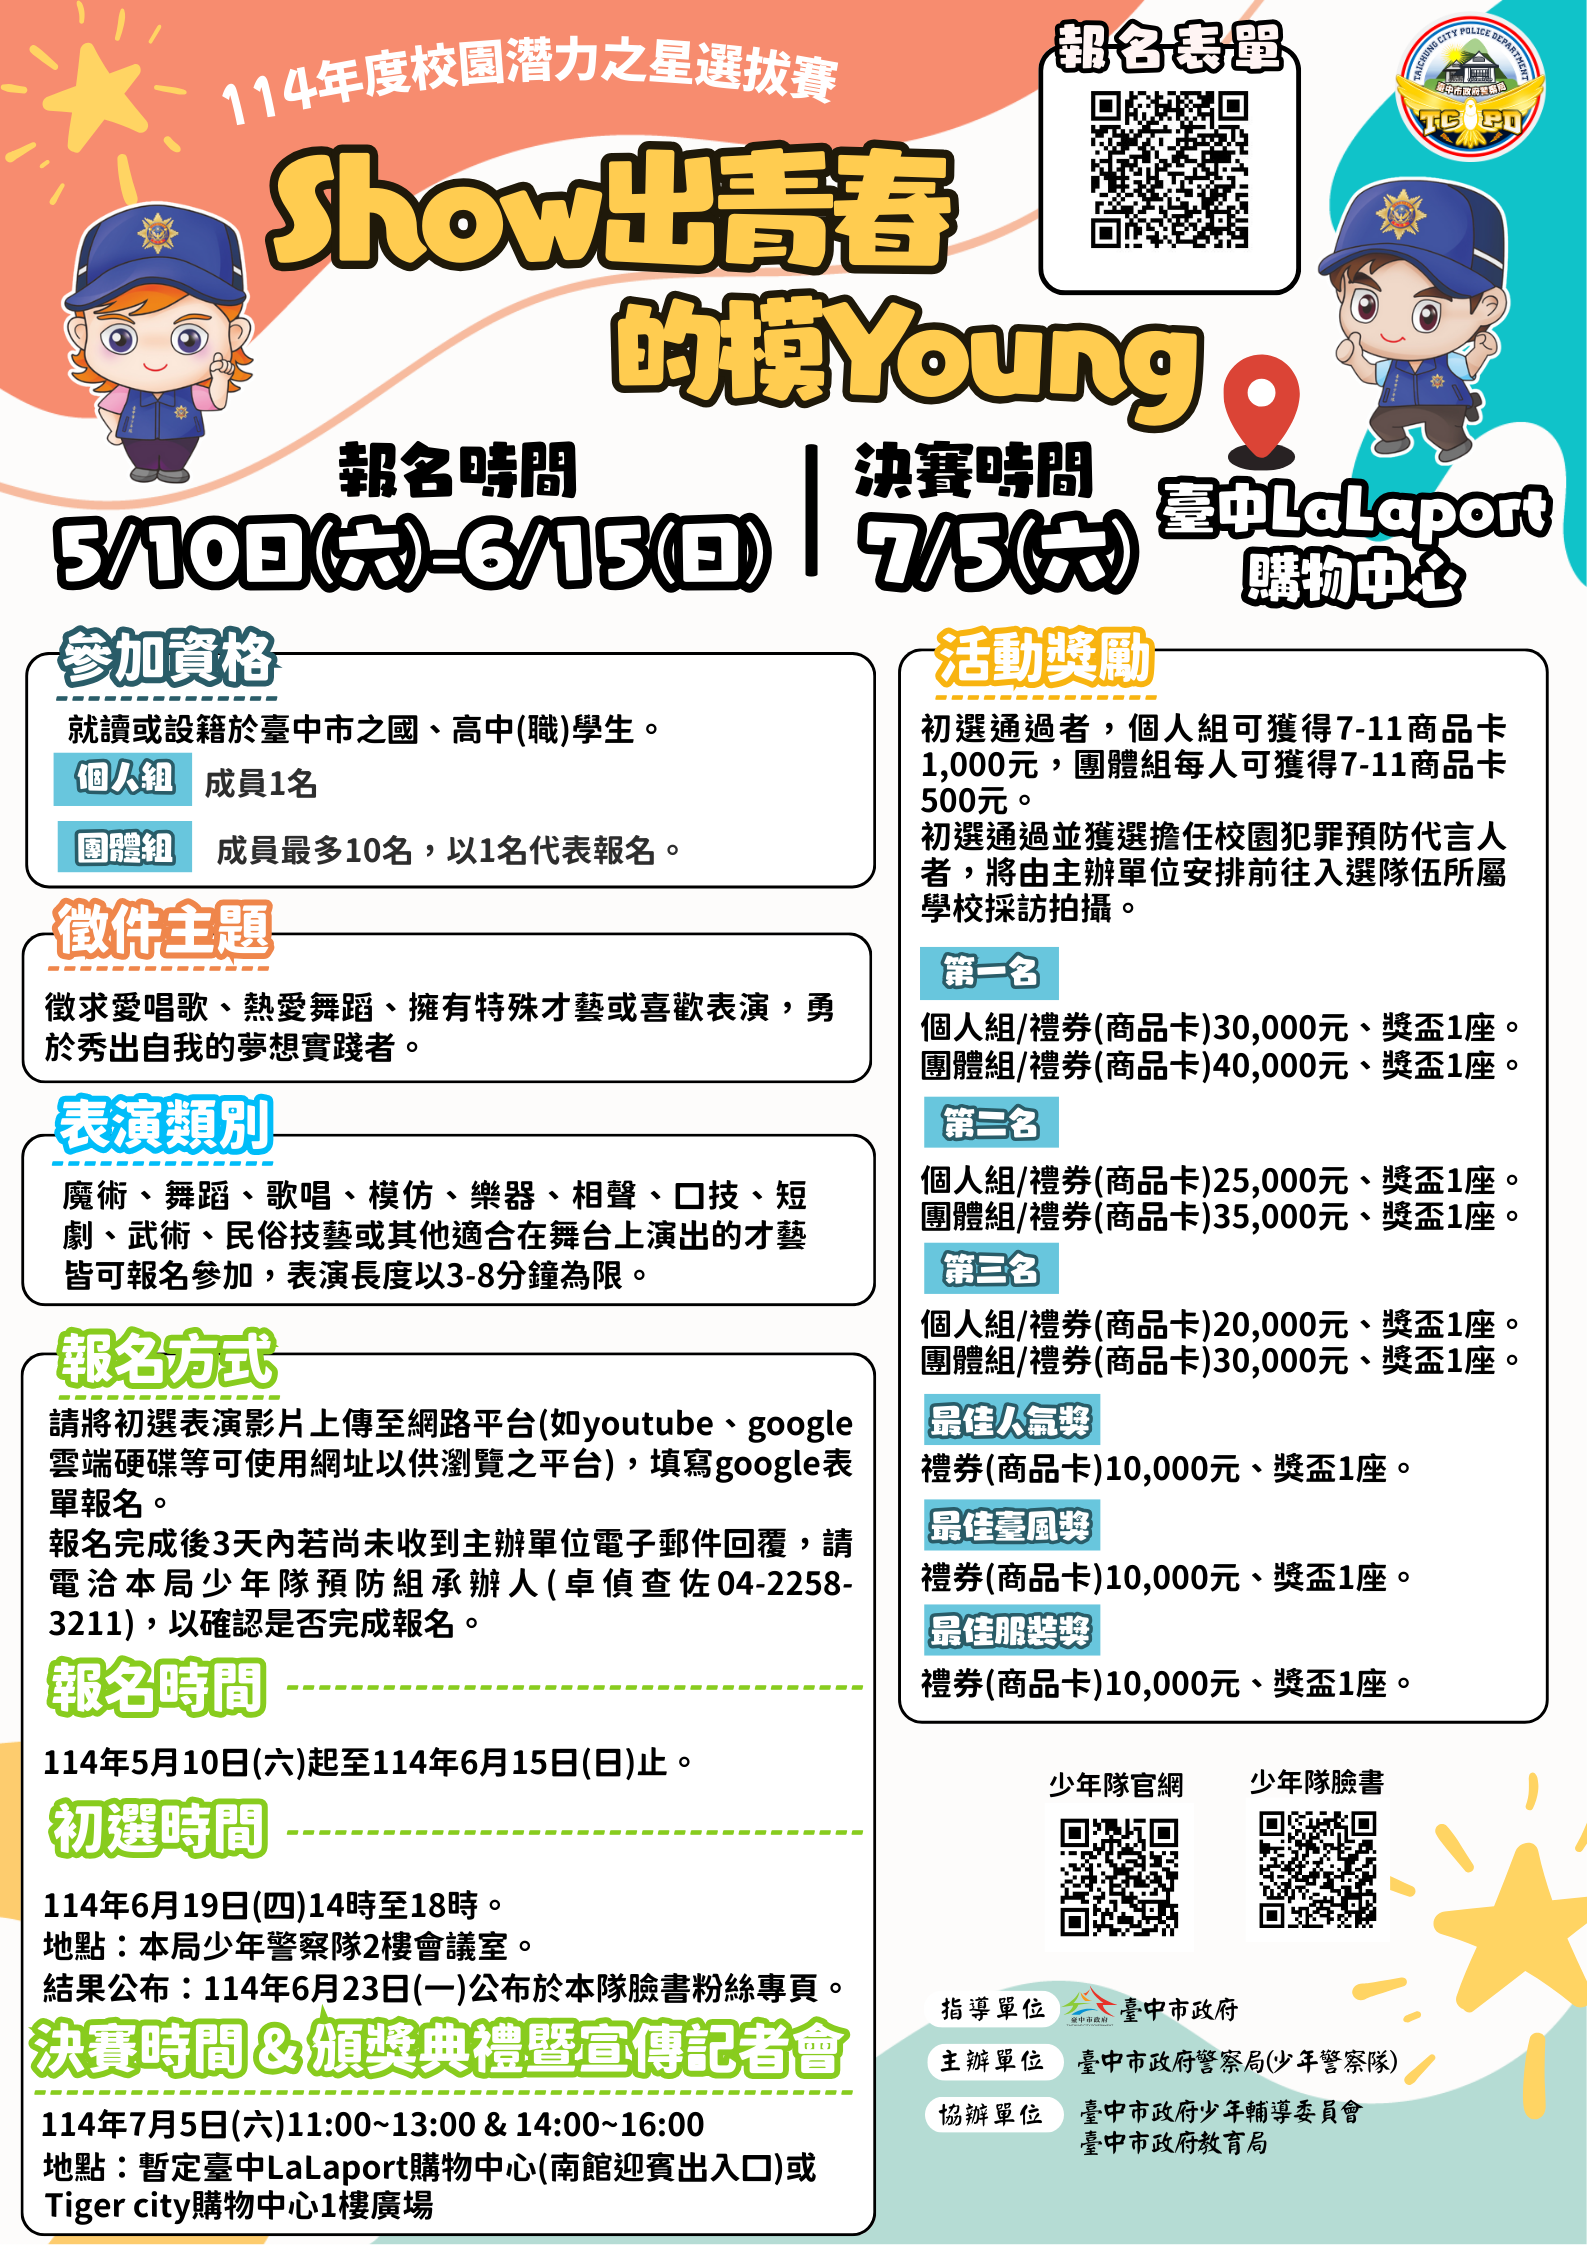 114年度校園潛力之星選拔賽
Show出青春
的模Young
報名表單
TAICHUNG CITY POLICE DEPARTMENT
臺中市政府警察局
TCPD
報名時間
5/10日(六)-6/15(日)
決賽時間
7/5(六)
臺中LaLaport
購物中心
參加資格
就讀或設籍於臺中市之國、高中(職)學生。
個人組 成員1名
團體組 成員最多10名，以1名代表報名。
徵件主題
徵求愛唱歌、熱愛舞蹈、擁有特殊才藝或喜歡表演，勇
於秀出自我的夢想實踐者。
表演類別
魔術、舞蹈、歌唱、模仿、樂器、相聲、口技、短
劇、武術、民俗技藝或其他適合在舞台上演出的才藝
皆可報名參加，表演長度以3-8分鐘為限。
報名方式
請將初選表演影片上傳至網路平台(如youtube、google
雲端硬碟等可使用網址以供瀏覽之平台)，填寫google表
單報名。
報名完成後3天內若尚未收到主辦單位電子郵件回覆，請
電洽本局少年隊預防組承辦人(卓偵查佐04-2258-
3211)，以確認是否完成報名。
報名時間
114年5月10日(六)起至114年6月15日(日)止。
初選時間
114年6月19日(四)14時至18時。
地點：本局少年警察隊2樓會議室。
結果公布：114年6月23日(一)公布於本隊臉書粉絲專頁。
決賽時間＆頒獎典禮暨宣傳記者會
114年7月5日(六)11:00~13:00 & 14:00~16:00
地點：暫定臺中LaLaport購物中心(南館迎賓出入口)或
Tiger city購物中心1樓廣場
活動獎勵
初選通過者，個人組可獲得7-11商品卡
1,000元，團體組每人可獲得7-11商品卡
500元。
初選通過並獲選擔任校園犯罪預防代言人
者，將由主辦單位安排前往入選隊伍所屬
學校採訪拍攝。
第一名
個人組/禮券(商品卡)30,000元、獎盃1座。
團體組/禮券(商品卡)40,000元、獎盃1座。
第二名
個人組/禮券(商品卡)25,000元、獎盃1座。
團體組/禮券(商品卡)35,000元、獎盃1座。
第三名
個人組/禮券(商品卡)20,000元、獎盃1座。
團體組/禮券(商品卡)30,000元、獎盃1座。
最佳人氣獎
禮券(商品卡)10,000元、獎盃1座。
最佳臺風獎
禮券(商品卡)10,000元、獎盃1座。
最佳服裝獎
禮券(商品卡)10,000元、獎盃1座。
少年隊官網
少年隊臉書
指導單位 臺中市政府 臺中市政府
主辦單位 臺中市政府警察局(少年警察隊)
協辦單位 臺中市政府少年輔導委員會
臺中市政府教育局